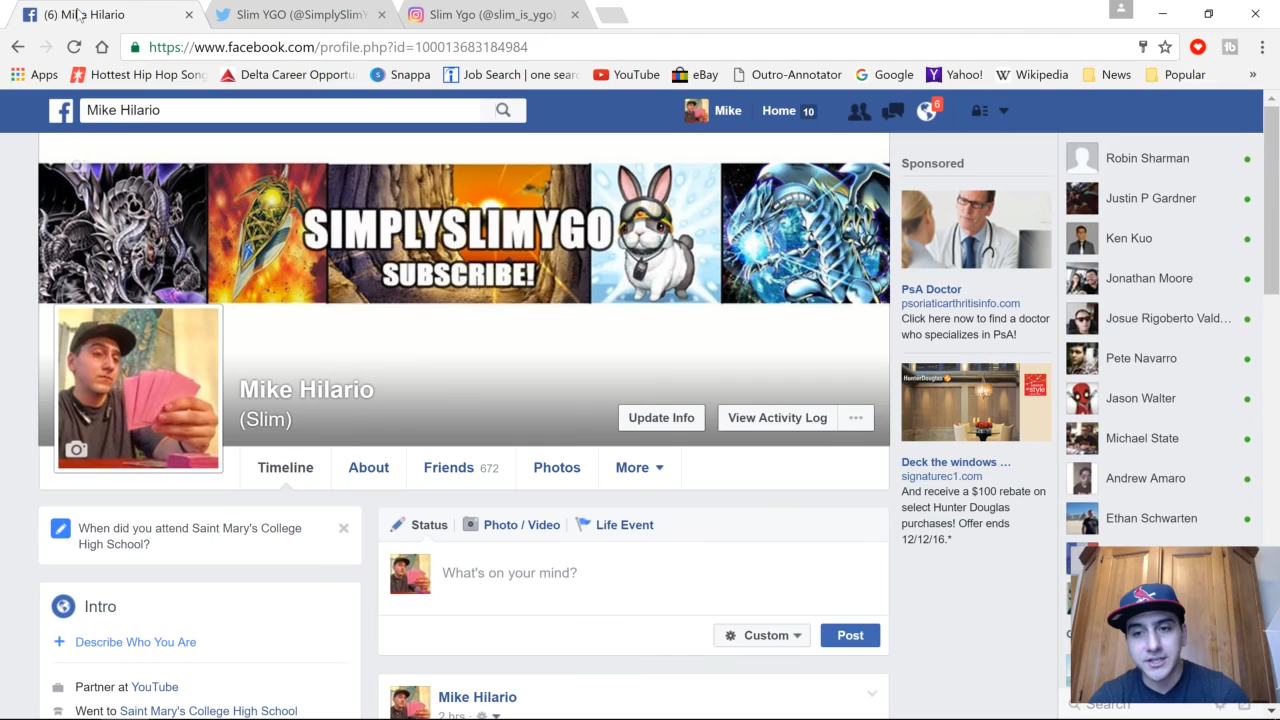 (6) Mike Hilario
Slim YGO (@SimplySlimY
Slim Ygo (@slim_is_ygo)
https://www.facebook.com/profile.php?id=100013683184984
Apps
Hottest Hip Hop Song
Delta Career Opportu
Snappa
Job Search | one sear
YouTube
eBay
Outro-Annotator
Google
Yahoo!
Wikipedia
News
Popular
»
Mike Hilario
Mike
Home 10
6
SIMPLYSLIMYGO
SUBSCRIBE!
Mike Hilario
(Slim)
Update Info
View Activity Log
Timeline
About
Friends 672
Photos
More
When did you attend Saint Mary's College
High School?
Intro
+ Describe Who You Are
Partner at YouTube
Went to Saint Mary's College High School
Status
Photo / Video
Life Event
What's on your mind?
Custom
Post
Mike Hilario
2 hrs
Sponsored
PsA Doctor
psoriaticarthritisinfo.com
Click here now to find a doctor
who specializes in PsA!
HunterDouglas
Deck the windows ...
signaturec1.com
And receive a $100 rebate on
select Hunter Douglas
purchases! Offer ends
12/12/16.*
Robin Sharman
Justin P Gardner
Ken Kuo
Jonathan Moore
Josue Rigoberto Vald...
Pete Navarro
Jason Walter
Michael State
Andrew Amaro
Ethan Schwarten
Search